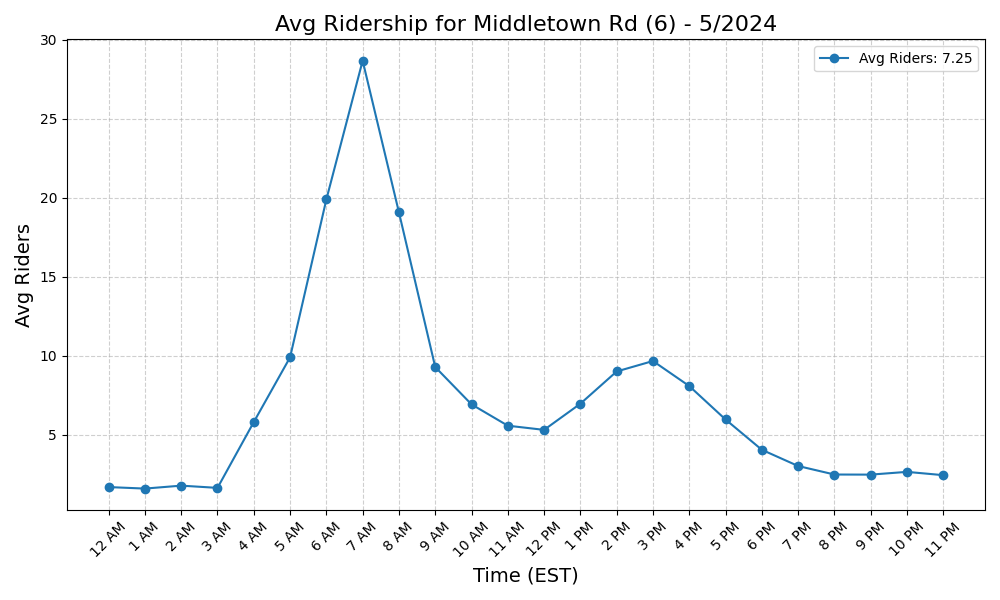 Avg Ridership for Middletown Rd (6) - 5/2024
Avg Riders: 7.25
30
25
20
15
10
5
Avg Riders
12 AM
1 AM
2 AM
3 AM
4 AM
5 AM
6 AM
7 AM
8 AM
9 AM
10 AM
11 AM
12 PM
1 PM
2 PM
3 PM
4 PM
5 PM
6 PM
7 PM
8 PM
9 PM
10 PM
11 PM
Time (EST)